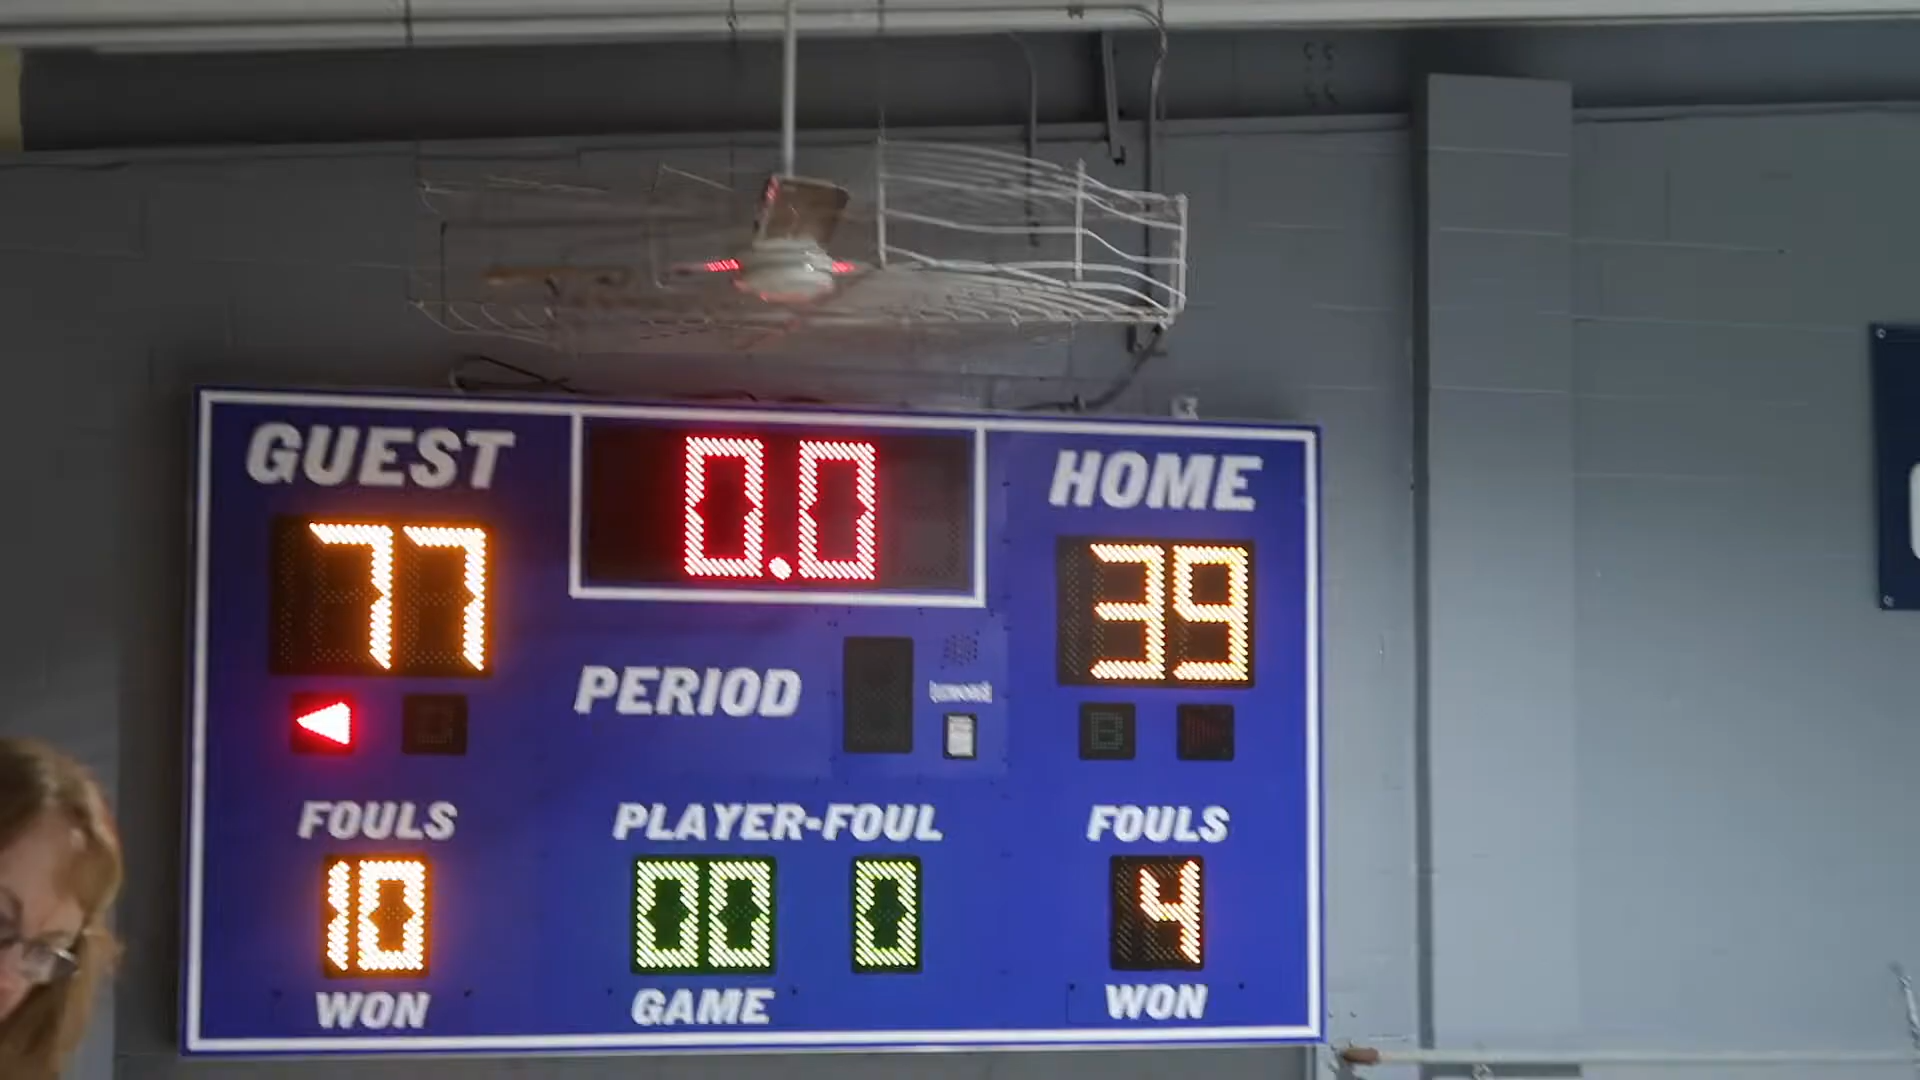 GUEST 0.0 HOME
77 39
PERIOD
FOULS PLAYER-FOUL FOULS
10 00 0 4
WON GAME WON